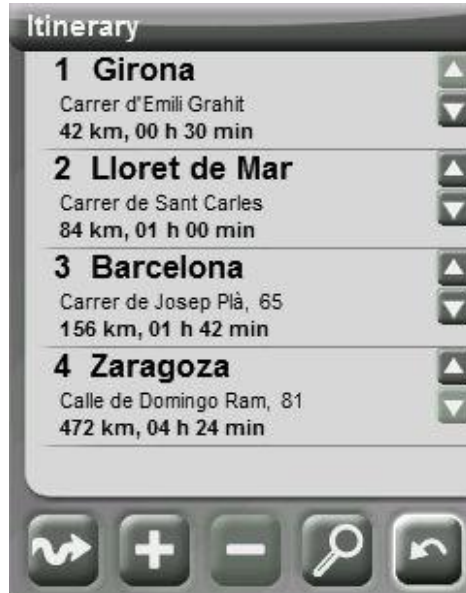 Itinerary
1 Girona
Carrer d'Emili Grahit
42 km, 00 h 30 min
2 Lloret de Mar
Carrer de Sant Carles
84 km, 01 h 00 min
3 Barcelona
Carrer de Josep Plà, 65
156 km, 01 h 42 min
4 Zaragoza
Calle de Domingo Ram, 81
472 km, 04 h 24 min